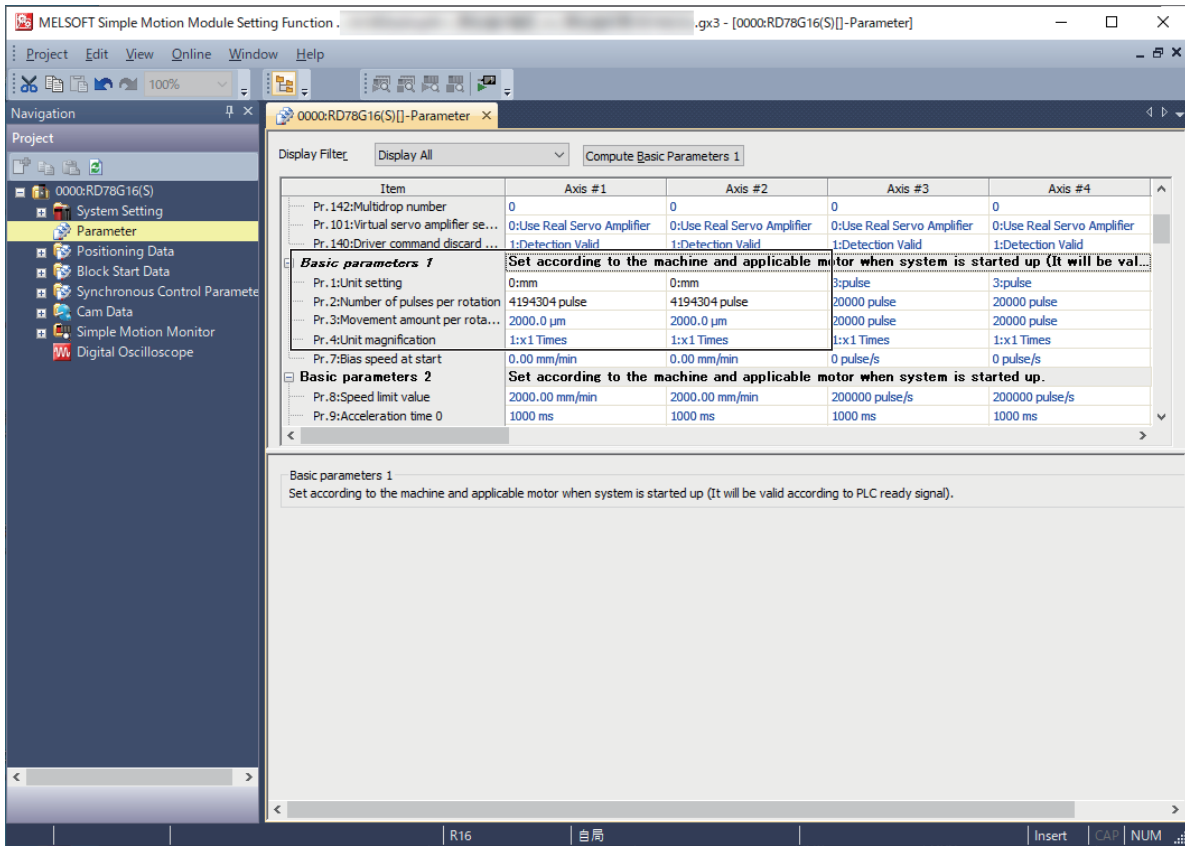 MELSOFT Simple Motion Module Setting Function . .gx3 - [0000:RD78G16(S)[]-Parameter]
Project Edit View Online Window Help
100%
Navigation
Project
0000:RD78G16(S)
System Setting
Parameter
Positioning Data
Block Start Data
Synchronous Control Paramete
Cam Data
Simple Motion Monitor
Digital Oscilloscope
0000:RD78G16(S)[]-Parameter
Display Filter Display All Compute Basic Parameters 1
Item Axis #1 Axis #2 Axis #3 Axis #4
Pr.142:Multidrop number 0 0 0 0
Pr.101:Virtual servo amplifier se... 0:Use Real Servo Amplifier 0:Use Real Servo Amplifier 0:Use Real Servo Amplifier 0:Use Real Servo Amplifier
Pr.140:Driver command discard ... 1:Detection Valid 1:Detection Valid 1:Detection Valid 1:Detection Valid
Basic parameters 1 Set according to the machine and applicable motor when system is started up (It will be val...
Pr.1:Unit setting 0:mm 0:mm 3:pulse 3:pulse
Pr.2:Number of pulses per rotation 4194304 pulse 4194304 pulse 20000 pulse 20000 pulse
Pr.3:Movement amount per rota... 2000.0 μm 2000.0 μm 20000 pulse 20000 pulse
Pr.4:Unit magnification 1:x1 Times 1:x1 Times 1:x1 Times 1:x1 Times
Pr.7:Bias speed at start 0.00 mm/min 0.00 mm/min 0 pulse/s 0 pulse/s
Basic parameters 2 Set according to the machine and applicable motor when system is started up.
Pr.8:Speed limit value 2000.00 mm/min 2000.00 mm/min 200000 pulse/s 200000 pulse/s
Pr.9:Acceleration time 0 1000 ms 1000 ms 1000 ms 1000 ms
Basic parameters 1
Set according to the machine and applicable motor when system is started up (It will be valid according to PLC ready signal).
R16 自局 Insert CAP NUM